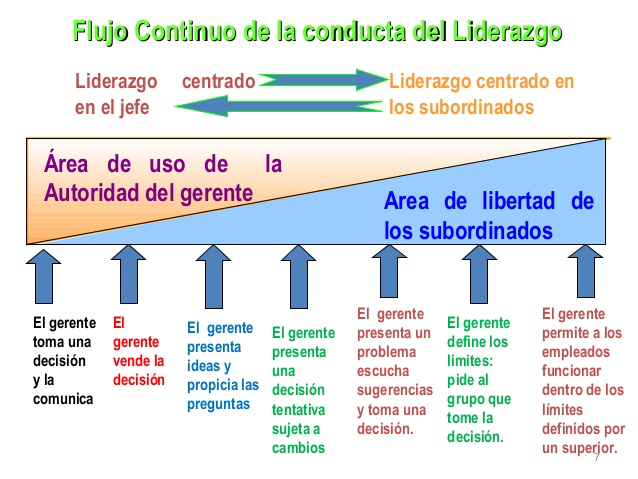 Flujo Continuo de la conducta del Liderazgo
Liderazgo centrado
en el jefe
Liderazgo centrado en
los subordinados
Área de uso de la
Autoridad del gerente
Area de libertad de
los subordinados
El gerente
toma una
decisión
y la
comunica
El
gerente
vende la
decisión
El gerente
presenta
ideas y
propicia las
preguntas
El gerente
presenta
una
decisión
tentativa
sujeta a
cambios
El gerente
presenta un
problema
escucha
sugerencias
y toma una
decisión.
El gerente
define los
limites:
pide al
grupo que
tome la
decisión.
El gerente
permite a los
empleados
funcionar
dentro de los
límites
definidos por
un superior.
7